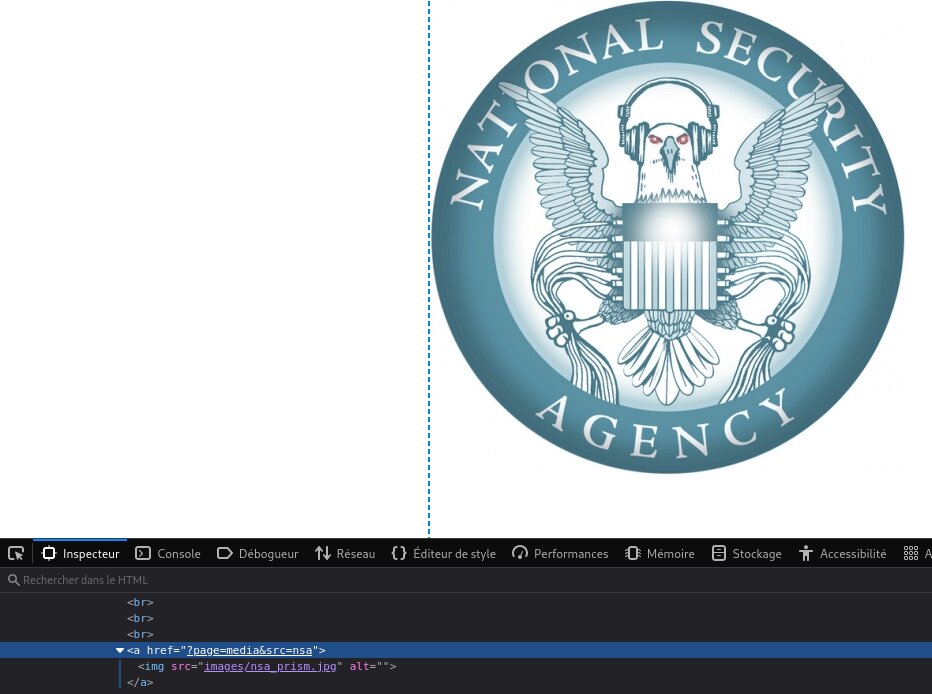 NATIONAL SECURITY
AGENCY
Inspecteur Console Débogueur Réseau Éditeur de style Performances Mémoire Stockage Accessibilité A
Rechercher dans le HTML
<br>
<br>
<br>
<a href="?page=media&src=nsa">
<img src="images/nsa_prism.jpg" alt="">
</a>